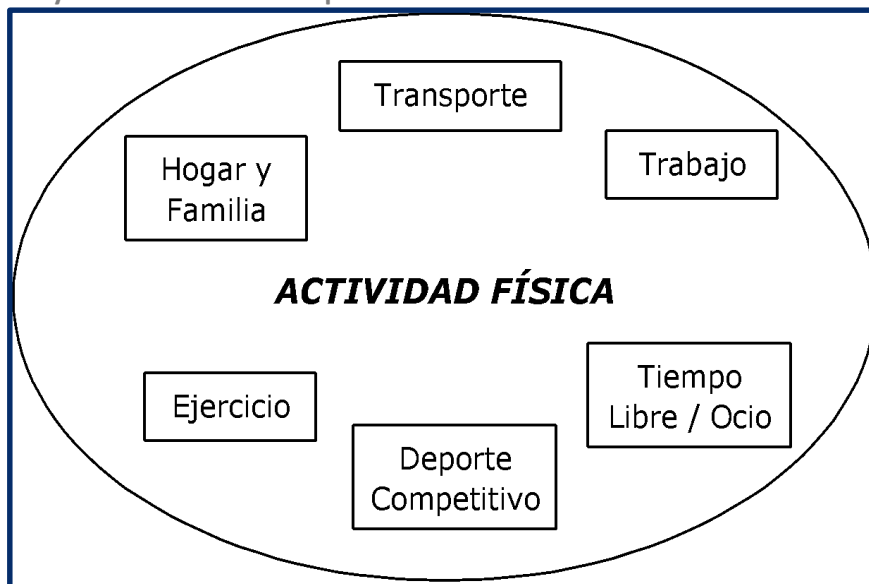 Transporte
Trabajo
Hogar y
Familia
ACTIVIDAD FÍSICA
Ejercicio
Tiempo
Libre / Ocio
Deporte
Competitivo